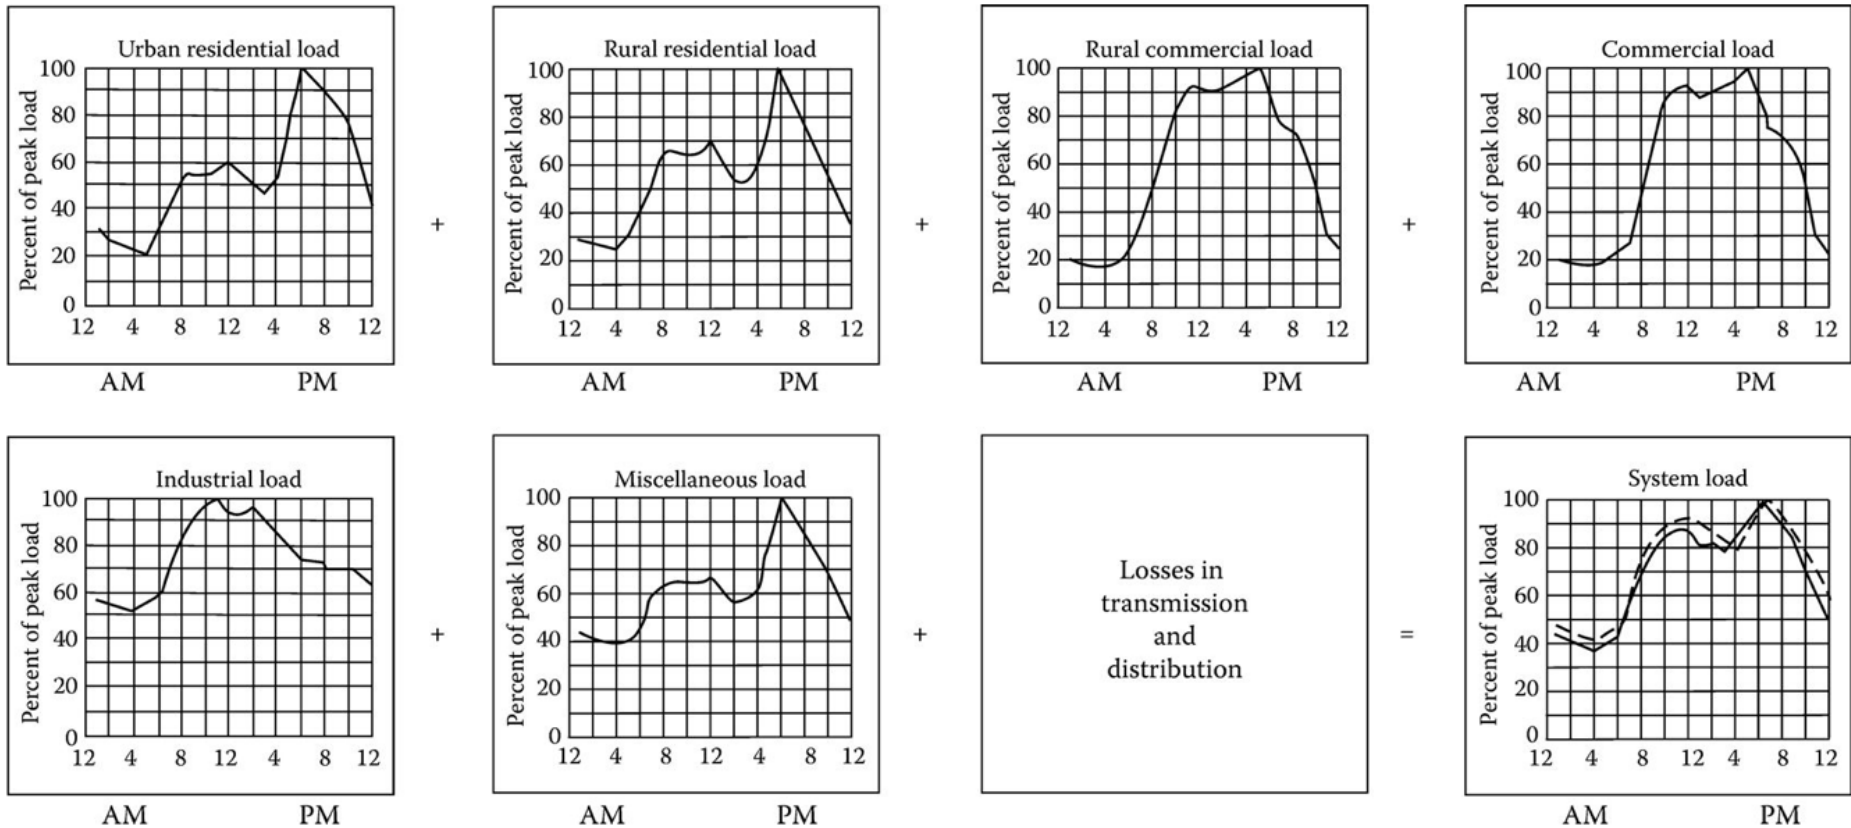 Urban residential load
Percent of peak load
100
80
60
40
20
0
12 4 8 12 4 8 12
AM PM
+
Rural residential load
Percent of peak load
100
80
60
40
20
0
12 4 8 12 4 8 12
AM PM
+
Rural commercial load
Percent of peak load
100
80
60
40
20
0
12 4 8 12 4 8 12
AM PM
+
Commercial load
Percent of peak load
100
80
60
40
20
0
12 4 8 12 4 8 12
AM PM
Industrial load
Percent of peak load
100
80
60
40
20
0
12 4 8 12 4 8 12
AM PM
+
Miscellaneous load
Percent of peak load
100
80
60
40
20
0
12 4 8 12 4 8 12
AM PM
+
Losses in
transmission
and
distribution
=
System load
Percent of peak load
100
80
60
40
20
0
12 4 8 12 4 8 12
AM PM